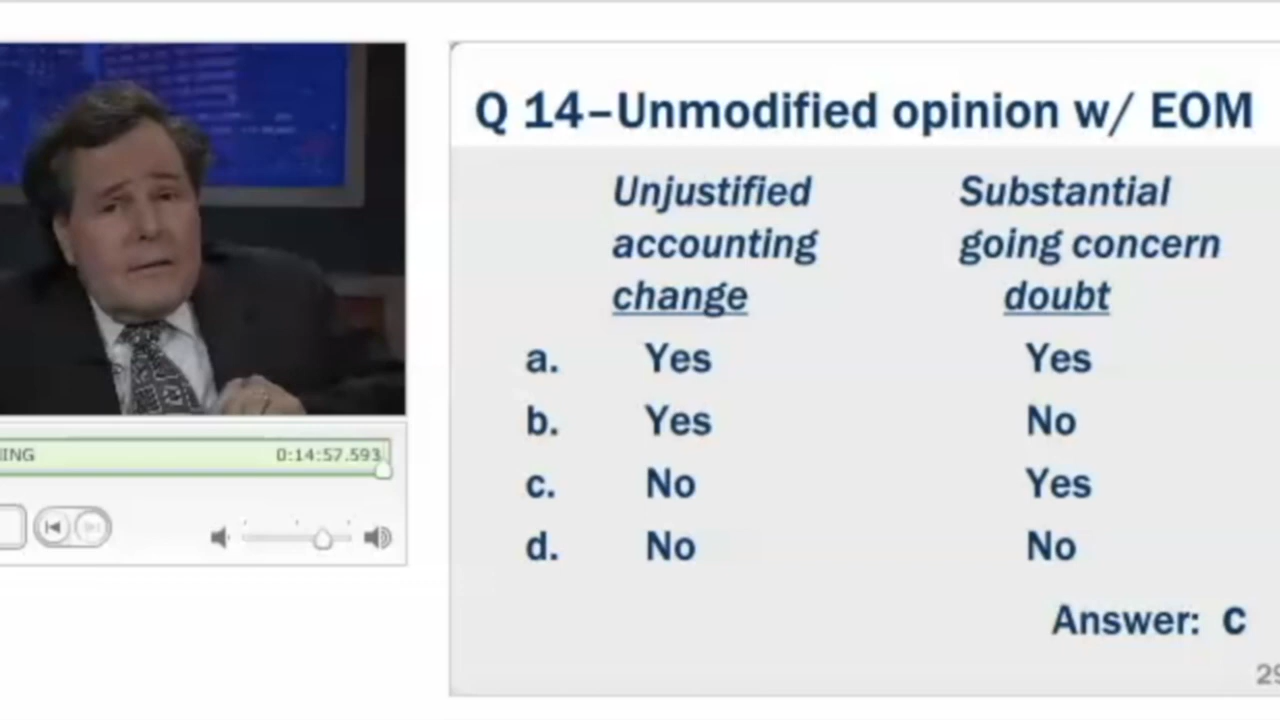 Q 14–Unmodified opinion w/ EOM
Unjustified accounting change
Substantial going concern doubt
a. Yes Yes
b. Yes No
c. No Yes
d. No No
Answer: C
29
ING 0:14:57.593